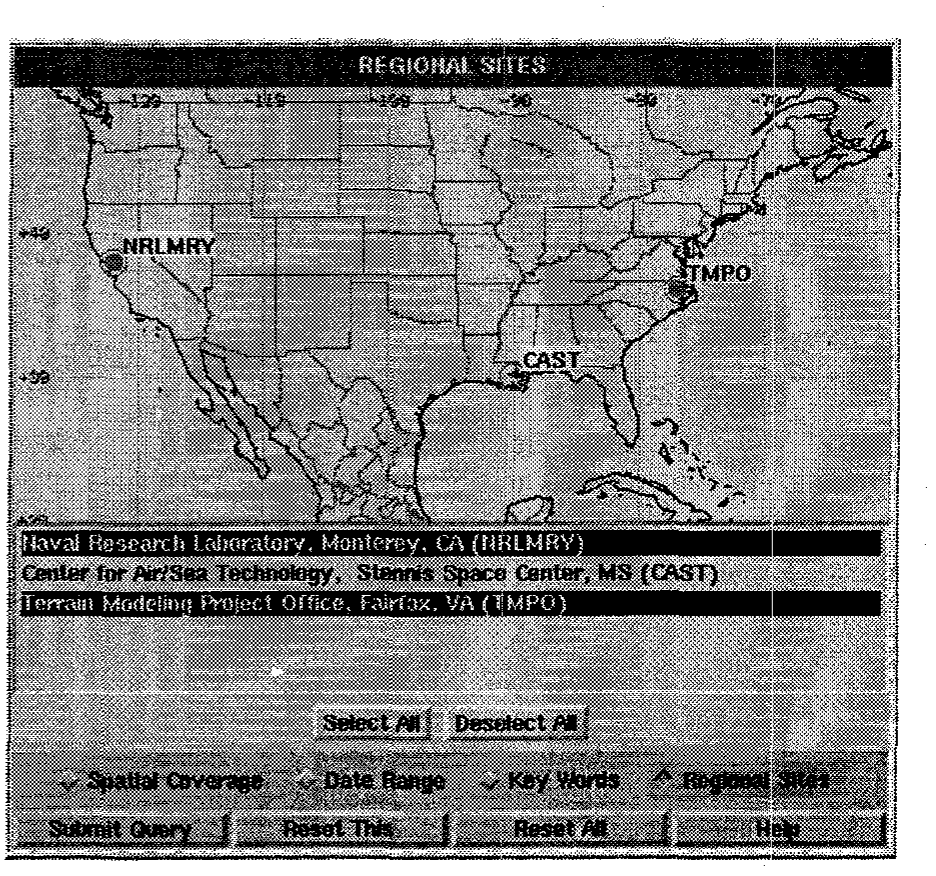 REGIONAL SITES
-120 -110 -100 -90 -80 -70
+40
NRLMRY
TMPO
CAST
+30
+20
Naval Research Laboratory, Monterey, CA (NRLMRY)
Center for Air/Sea Technology, Stennis Space Center, MS (CAST)
Terrain Modeling Project Office, Fairfax, VA (TMPO)
Select All Deselect All
Spatial Coverage Date Range Key Words Regional Sites
Submit Query Reset This Reset All Help